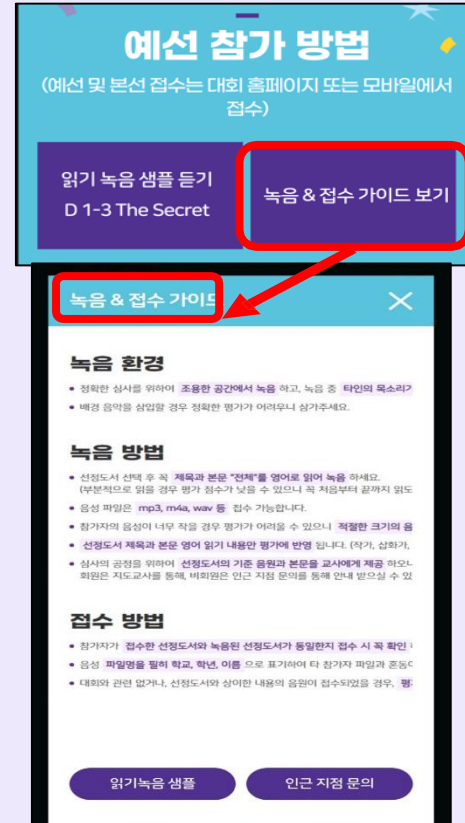 예선 참가 방법
(예선 및 본선 접수는 대회 홈페이지 또는 모바일에서
접수)
읽기 녹음 샘플 듣기
D 1-3 The Secret
녹음 & 접수 가이드 보기
녹음 & 접수 가이드
녹음 환경
• 정확한 심사를 위하여 조용한 공간에서 녹음 하고, 녹음 중 타인의 목소리가
• 배경 음악을 삽입할 경우 정확한 평가가 어려우니 삼가주세요.
녹음 방법
• 선정도서 선택 후 꼭 제목과 본문 "전체"를 영어로 읽어 녹음 하세요.
(부분적으로 읽을 경우 평가 점수가 낮을 수 있으니 꼭 처음부터 끝까지 읽도
• 음성 파일은 mp3, m4a, wav 등 접수 가능합니다.
• 참가자의 음성이 너무 작을 경우 평가가 어려울 수 있으니 적절한 크기의 음
• 선정도서 제목과 본문 영어 읽기 내용만 평가에 반영 됩니다. (작가, 삽화가,
• 심사의 공정을 위하여 선정도서의 기준 음원과 본문을 교사에게 제공 하오니
회원은 지도교사를 통해, 비회원은 인근 지점 문의를 통해 안내 받으실 수 있
접수 방법
• 참가자가 접수한 선정도서와 녹음된 선정도서가 동일한지 접수 시 꼭 확인
• 음성 파일명을 필히 학교, 학년, 이름 으로 표기하여 타 참가자 파일과 혼동
• 대회와 관련 없거나, 선정도서와 상이한 내용의 음원이 접수되었을 경우, 평
읽기녹음 샘플
인근 지점 문의